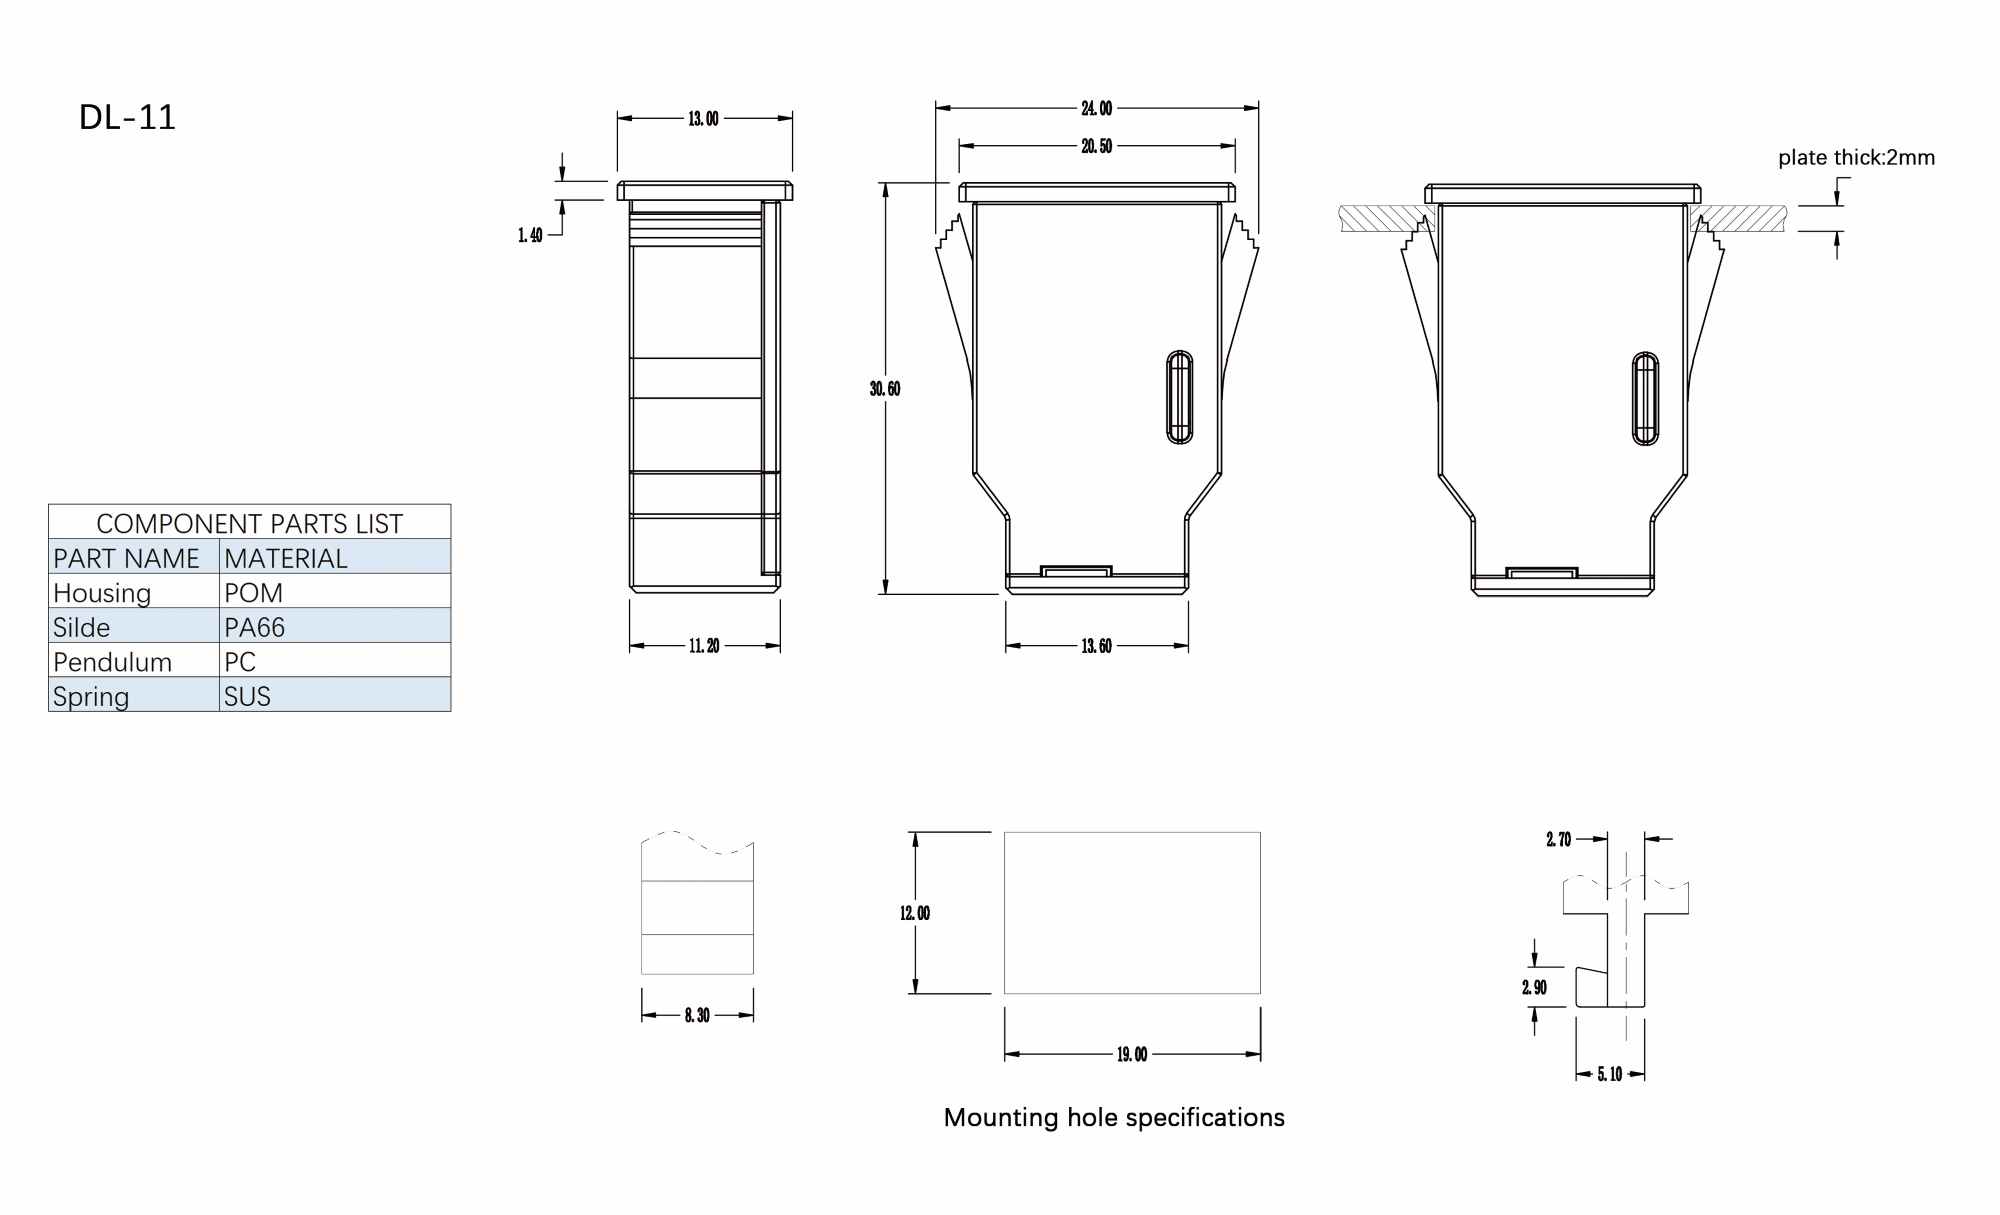 DL-11
13.00
24.00
20.50
plate thick:2mm
1.40
30.60
11.20
13.60
COMPONENT PARTS LIST
PART NAME MATERIAL
Housing POM
Silde PA66
Pendulum PC
Spring SUS
8.30
12.00
19.00
2.70
2.90
5.10
Mounting hole specifications